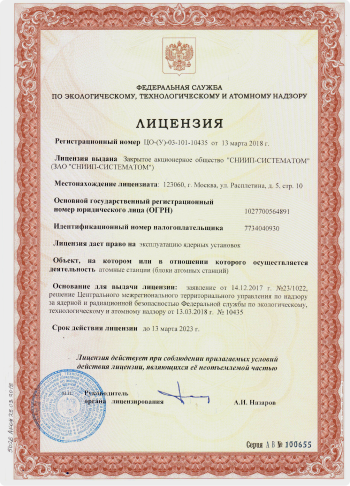 ФЕДЕРАЛЬНАЯ СЛУЖБА
ПО ЭКОЛОГИЧЕСКОМУ, ТЕХНОЛОГИЧЕСКОМУ И АТОМНОМУ НАДЗОРУ
ЛИЦЕНЗИЯ
Регистрационный номер ЦО-(У)-03-101-10435 от 13 марта 2018 г.
Лицензия выдана Закрытое акционерное общество "СНИИП-СИСТЕМАТОМ"
(ЗАО "СНИИП-СИСТЕМАТОМ")
Местонахождение лицензиата: 123060, г. Москва, ул. Расплетина, д. 5, стр. 10
Основной государственный регистрационный
номер юридического лица (ОГРН) 1027700564891
Идентификационный номер налогоплательщика 7734040930
Лицензия дает право на эксплуатацию ядерных установок
Объект, на котором или в отношении которого осуществляется
деятельность атомные станции (блоки атомных станций)
Основание для выдачи лицензии: заявление от 14.12.2017 г. №23/1022,
решение Центрального межрегионального территориального управления по надзору
за ядерной и радиационной безопасностью Федеральной службы по экологическому,
технологическому и атомному надзору от 13.03.2018 г. № 10435
Срок действия лицензии до 13 марта 2023 г.
Лицензия действует при соблюдении прилагаемых условий
действия лицензии, являющихся её неотъемлемой частью
Руководитель
органа лицензирования А.И. Назаров
Серия А В № 100655